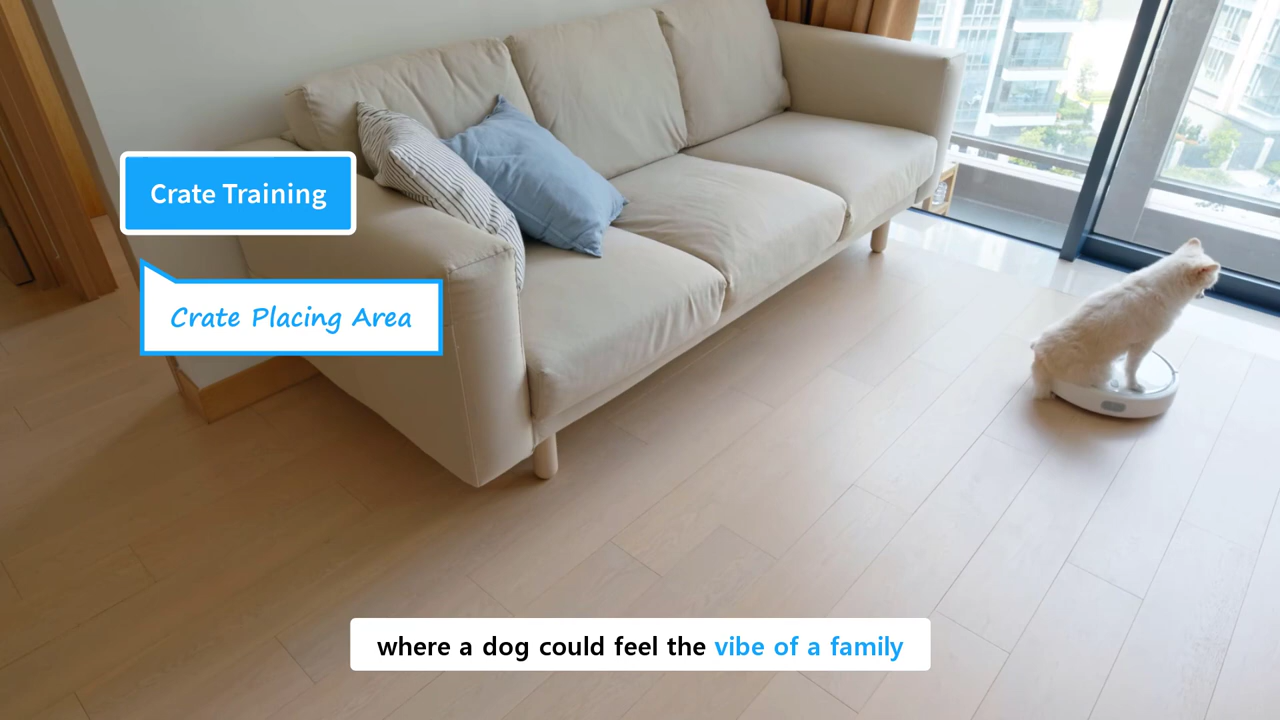 Crate Training
Crate Placing Area
where a dog could feel the vibe of a family